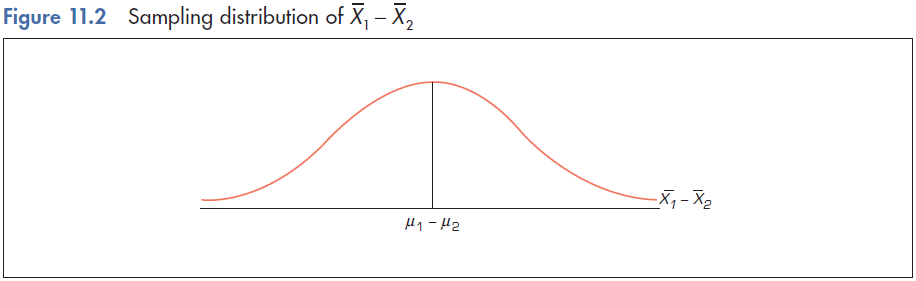 Figure 11.2 Sampling distribution of X̄₁ – X̄₂
X̄₁ – X̄₂
μ₁ – μ₂